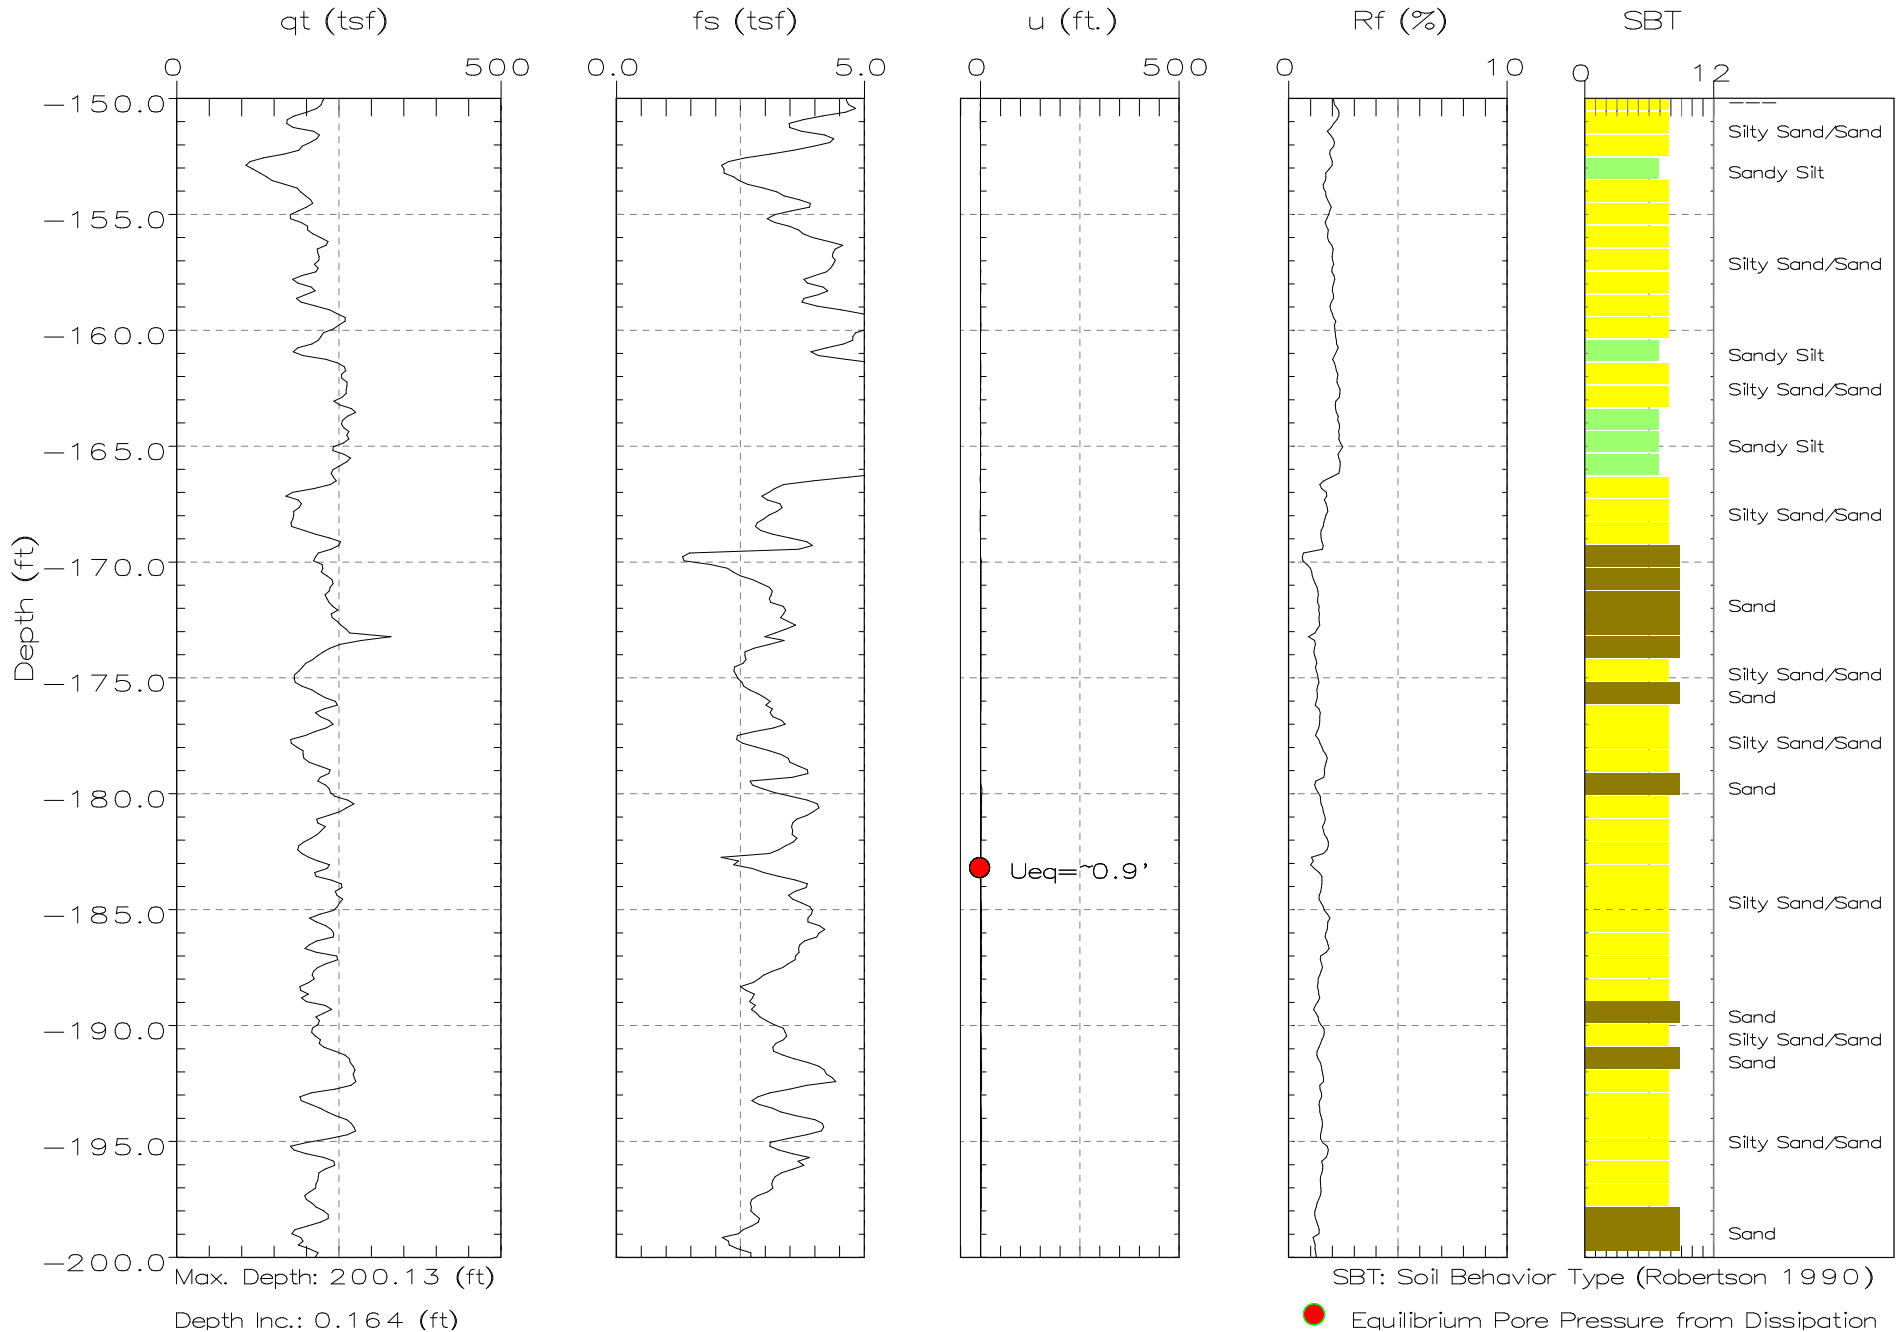 qt (tsf) fs (tsf) u (ft.) Rf (%) SBT
0 500 0.0 5.0 0 500 0 10 0 12
-150.0
---
Silty Sand/Sand
Sandy Silt
-155.0
Silty Sand/Sand
-160.0
Sandy Silt
Silty Sand/Sand
-165.0
Sandy Silt
Silty Sand/Sand
-170.0
Depth (ft)
Sand
-175.0
Silty Sand/Sand
Sand
Silty Sand/Sand
-180.0
Sand
Ueq=~0.9'
-185.0
Silty Sand/Sand
-190.0
Sand
Silty Sand/Sand
Sand
-195.0
Silty Sand/Sand
Sand
-200.0
Max. Depth: 200.13 (ft)
SBT: Soil Behavior Type (Robertson 1990)
Depth Inc.: 0.164 (ft)
Equilibrium Pore Pressure from Dissipation